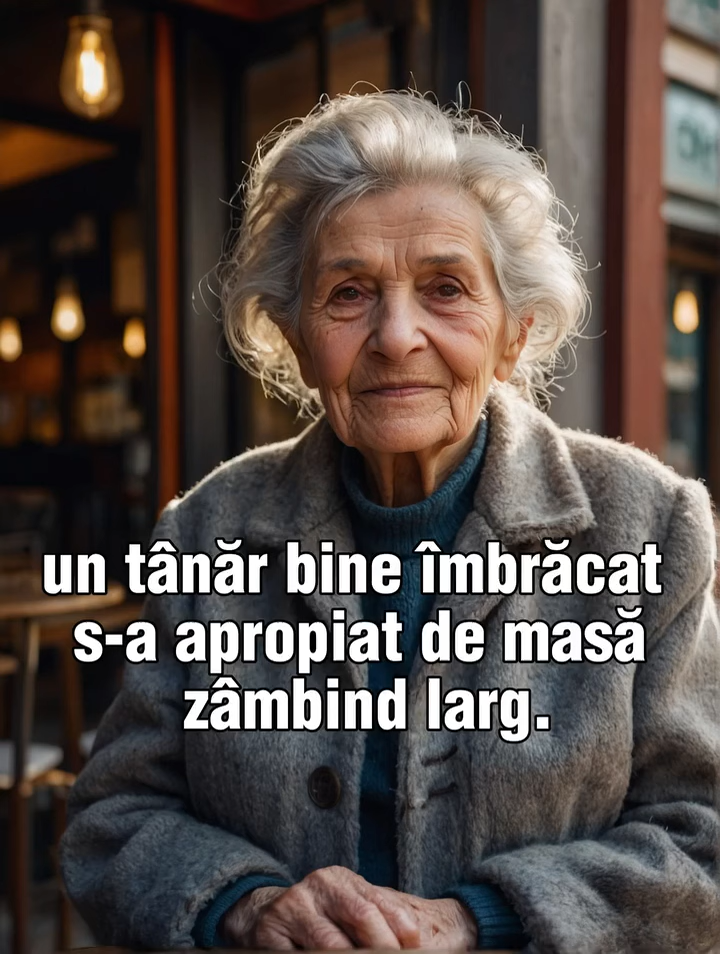 un tânăr bine îmbrăcat
s-a apropiat de masă
zâmbind larg.